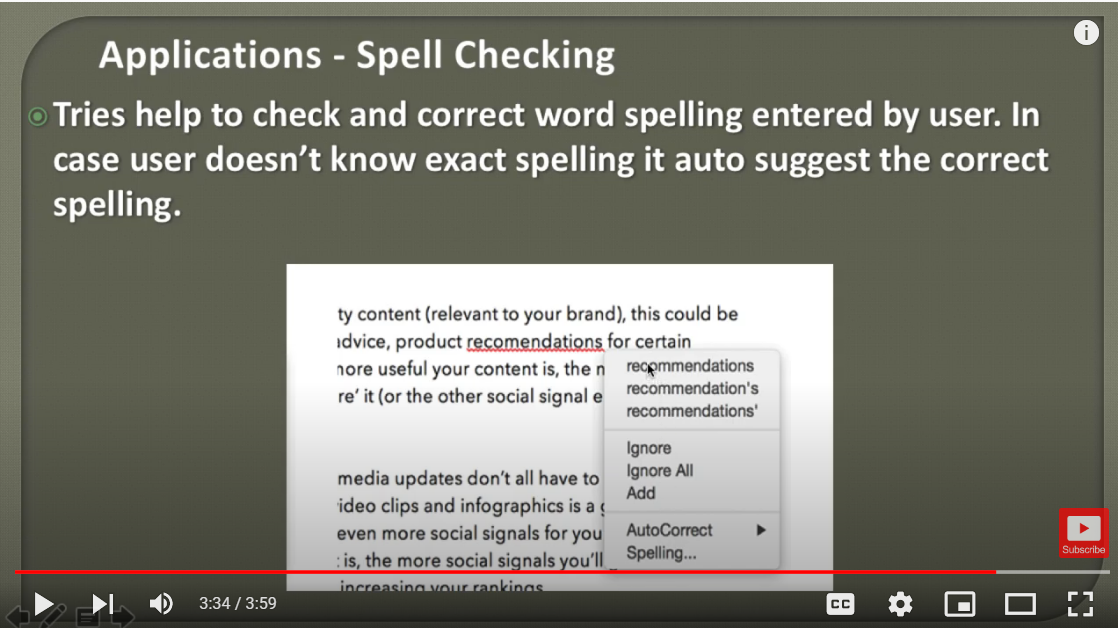 Applications - Spell Checking
Tries help to check and correct word spelling entered by user. In
case user doesn’t know exact spelling it auto suggest the correct
spelling.
ty content (relevant to your brand), this could be
advice, product recomendations for certain
more useful your content is, the
re’ it (or the other social signal
recommendations
recommendation's
recommendations'
Ignore
Ignore All
Add
AutoCorrect
Spelling...
media updates don’t all have to
video clips and infographics is a
even more social signals for you
is, the more social signals you’ll
increasing your rankings
Subscribe
3:34 / 3:59
CC